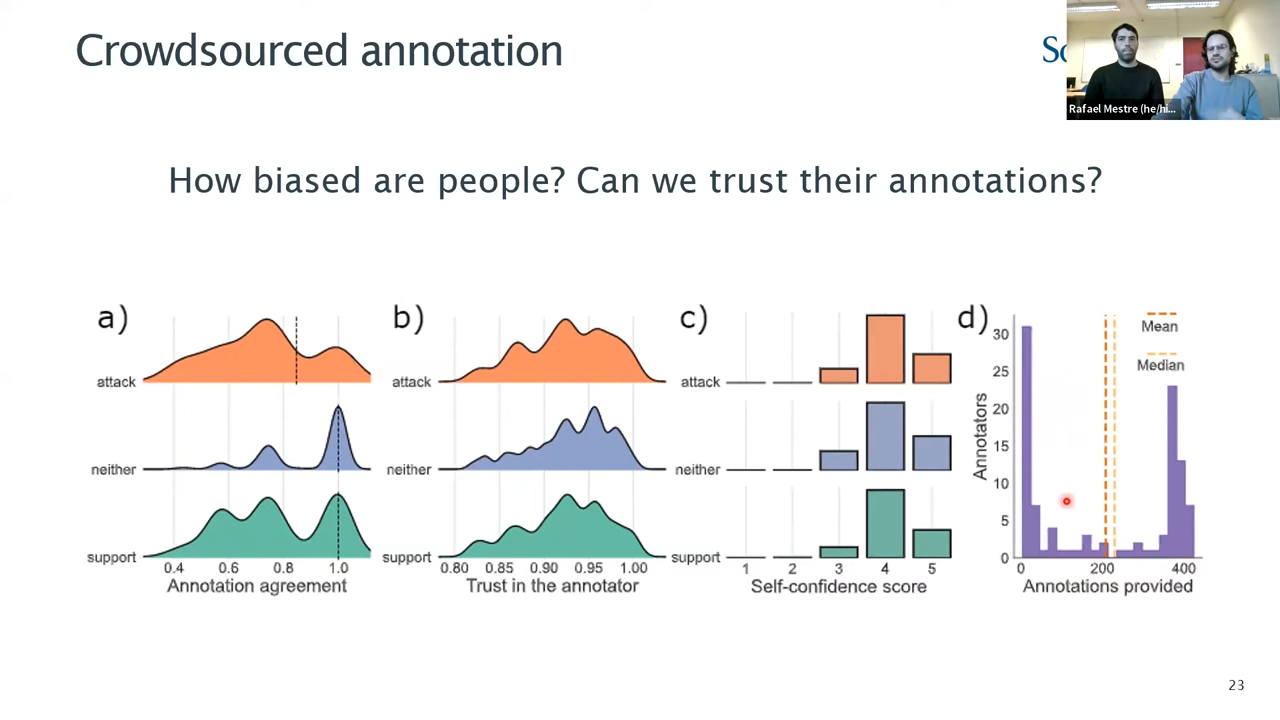 Crowdsourced annotation
So
Rafael Mestre (he/hi...
How biased are people? Can we trust their annotations?
a)
attack
neither
support
0.4 0.6 0.8 1.0
Annotation agreement
b)
attack
neither
support
0.80 0.85 0.90 0.95 1.00
Trust in the annotator
c)
attack
neither
support
1 2 3 4 5
Self-confidence score
d)
Mean
Median
Annotators
30
25
20
15
10
5
0
0 200 400
Annotations provided
23